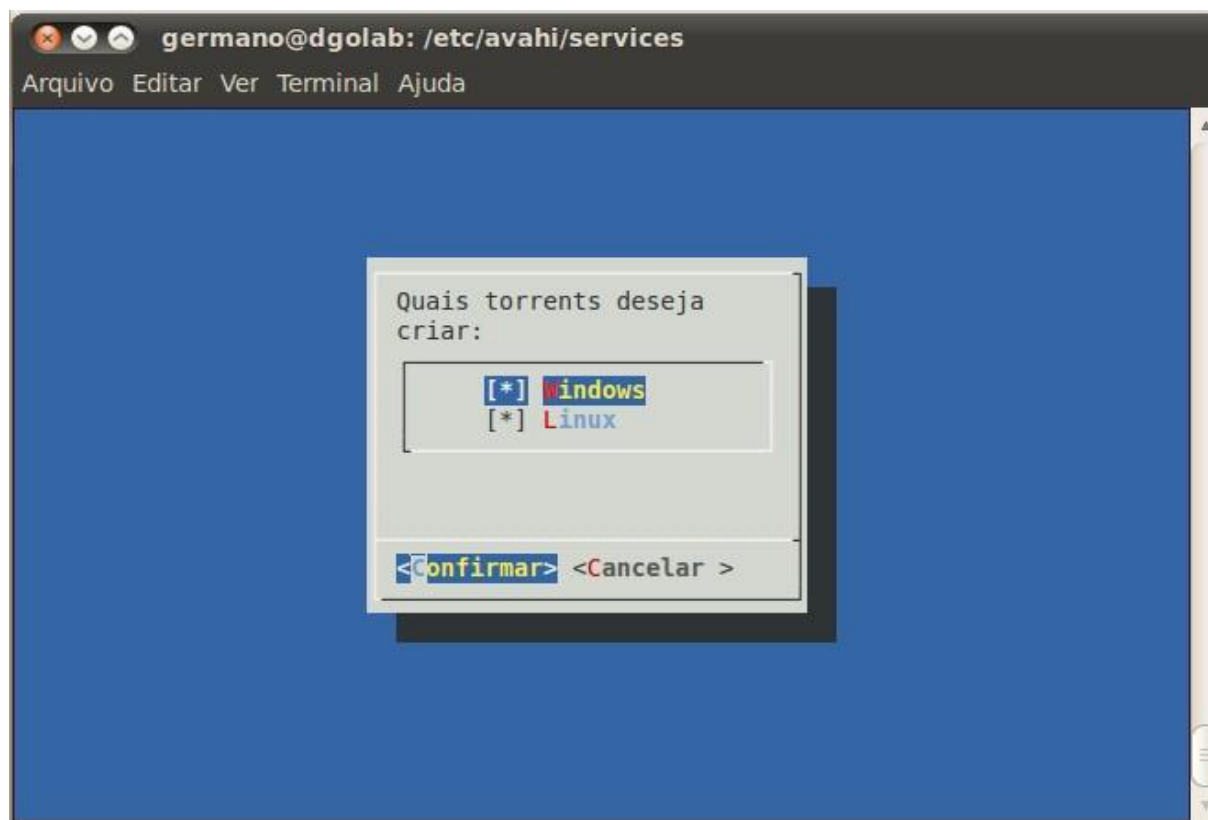 germano@dgolab: /etc/avahi/services
Arquivo Editar Ver Terminal Ajuda
Quais torrents deseja
criar:
[*] Windows
[*] Linux
<Confirmar> <Cancelar >